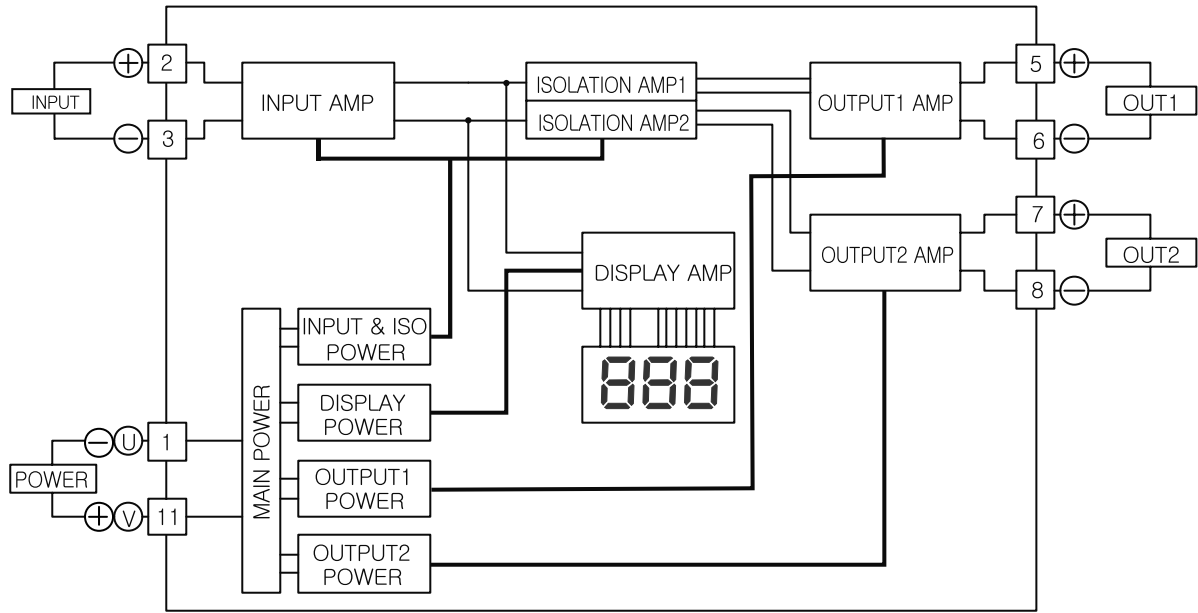 + 2
INPUT
− 3
INPUT AMP
ISOLATION AMP1
ISOLATION AMP2
OUTPUT1 AMP
5 +
OUT1
6 −
7 +
OUT2
8 −
OUTPUT2 AMP
DISPLAY AMP
888
MAIN POWER
INPUT & ISO
POWER
DISPLAY
POWER
OUTPUT1
POWER
OUTPUT2
POWER
− U 1
POWER
+ V 11